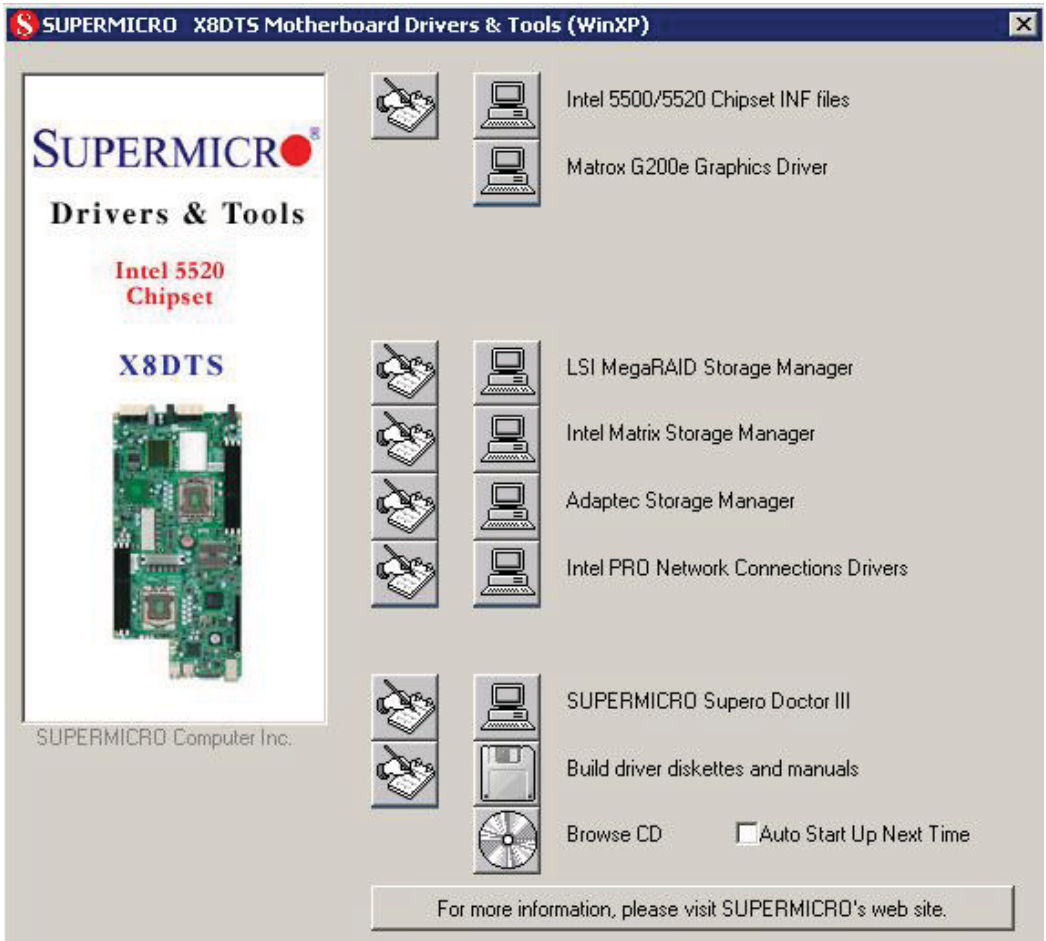 SUPERMICRO X8DTS Motherboard Drivers & Tools (WinXP)
SUPERMICRO®
Drivers & Tools
Intel 5520
Chipset
X8DTS
SUPERMICRO Computer Inc.
Intel 5500/5520 Chipset INF files
Matrox G200e Graphics Driver
LSI MegaRAID Storage Manager
Intel Matrix Storage Manager
Adaptec Storage Manager
Intel PRO Network Connections Drivers
SUPERMICRO Supero Doctor III
Build driver diskettes and manuals
Browse CD
Auto Start Up Next Time
For more information, please visit SUPERMICRO's web site.